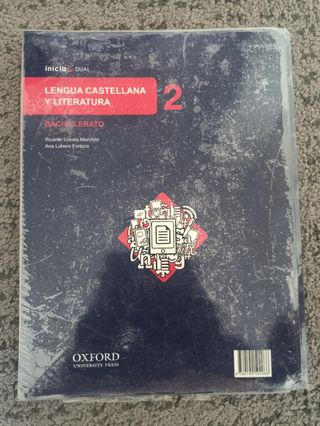 inicia DUAL
LENGUA CASTELLANA
Y LITERATURA
2
BACHILLERATO
Ricardo Lobato Morchón
Ana Lahera Forteza
OXFORD
UNIVERSITY PRESS